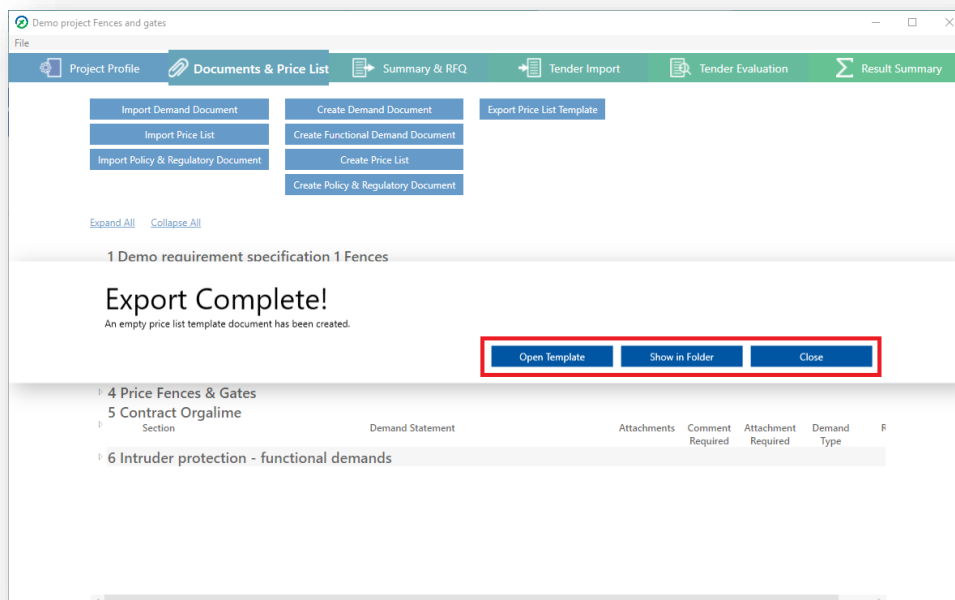 Demo project Fences and gates
File
Project Profile Documents & Price List Summary & RFQ Tender Import Tender Evaluation Result Summary
Import Demand Document Create Demand Document Export Price List Template
Import Price List Create Functional Demand Document
Import Policy & Regulatory Document Create Price List
Create Policy & Regulatory Document
Expand All Collapse All
1 Demo requirement specification 1 Fences
Export Complete!
An empty price list template document has been created.
Open Template Show in Folder Close
4 Price Fences & Gates
5 Contract Orgalime
Section Demand Statement Attachments Comment Required Attachment Required Demand Type R
6 Intruder protection - functional demands